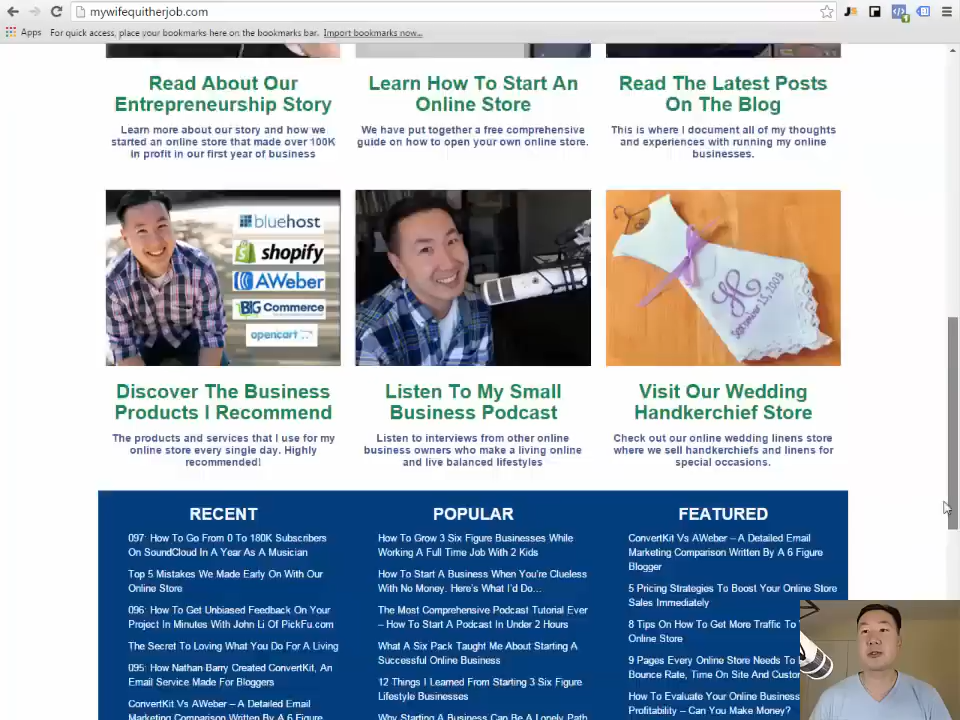 mywifequitherjob.com
Apps
For quick access, place your bookmarks here on the bookmarks bar. Import bookmarks now...
Read About Our
Entrepreneurship Story
Learn more about our story and how we
started an online store that made over 100K
in profit in our first year of business
Learn How To Start An
Online Store
We have put together a free comprehensive
guide on how to open your own online store.
Read The Latest Posts
On The Blog
This is where I document all of my thoughts
and experiences with running my online
businesses.
bluehost
shopify
AWeber
BIG Commerce
opencart
H
September 15, 2009
Discover The Business
Products I Recommend
The products and services that I use for my
online store every single day. Highly
recommended!
Listen To My Small
Business Podcast
Listen to interviews from other online
business owners who make a living online
and live balanced lifestyles
Visit Our Wedding
Handkerchief Store
Check out our online wedding linens store
where we sell handkerchiefs and linens for
special occasions.
RECENT
097: How To Go From 0 To 180K Subscribers
On SoundCloud In A Year As A Musician
Top 5 Mistakes We Made Early On With Our
Online Store
096: How To Get Unbiased Feedback On Your
Project In Minutes With John Li Of PickFu.com
The Secret To Loving What You Do For A Living
095: How Nathan Barry Created ConvertKit, An
Email Service Made For Bloggers
ConvertKit Vs AWeber – A Detailed Email
POPULAR
How To Grow 3 Six Figure Businesses While
Working A Full Time Job With 2 Kids
How To Start A Business When You're Clueless
With No Money. Here's What I'd Do...
The Most Comprehensive Podcast Tutorial Ever
– How To Start A Podcast In Under 2 Hours
What A Six Pack Taught Me About Starting A
Successful Online Business
12 Things I Learned From Starting 3 Six Figure
Lifestyle Businesses
Why Starting A Business Can Be A Lonely Path
FEATURED
ConvertKit Vs AWeber – A Detailed Email
Marketing Comparison Written By A 6 Figure
Blogger
5 Pricing Strategies To Boost Your Online Store
Sales Immediately
8 Tips On How To Get More Traffic To
Online Store
9 Pages Every Online Store Needs To
Bounce Rate, Time On Site And
How To Evaluate Your Online Business
Profitability – Can You Make Money?